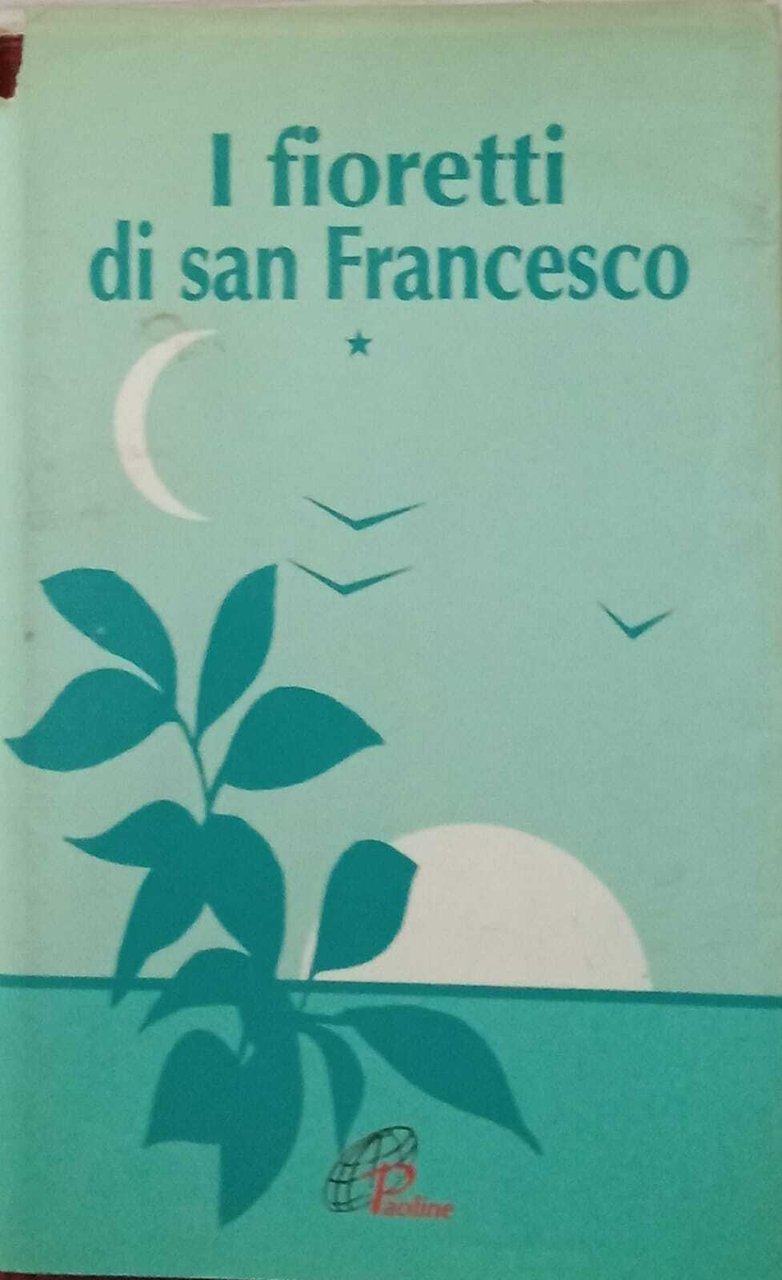 I fioretti
di san Francesco
Paoline